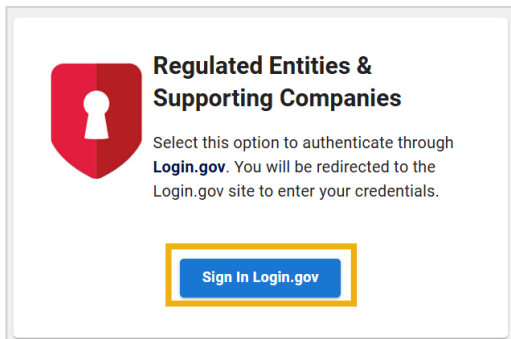 Regulated Entities &
Supporting Companies
Select this option to authenticate through
Login.gov. You will be redirected to the
Login.gov site to enter your credentials.
Sign In Login.gov